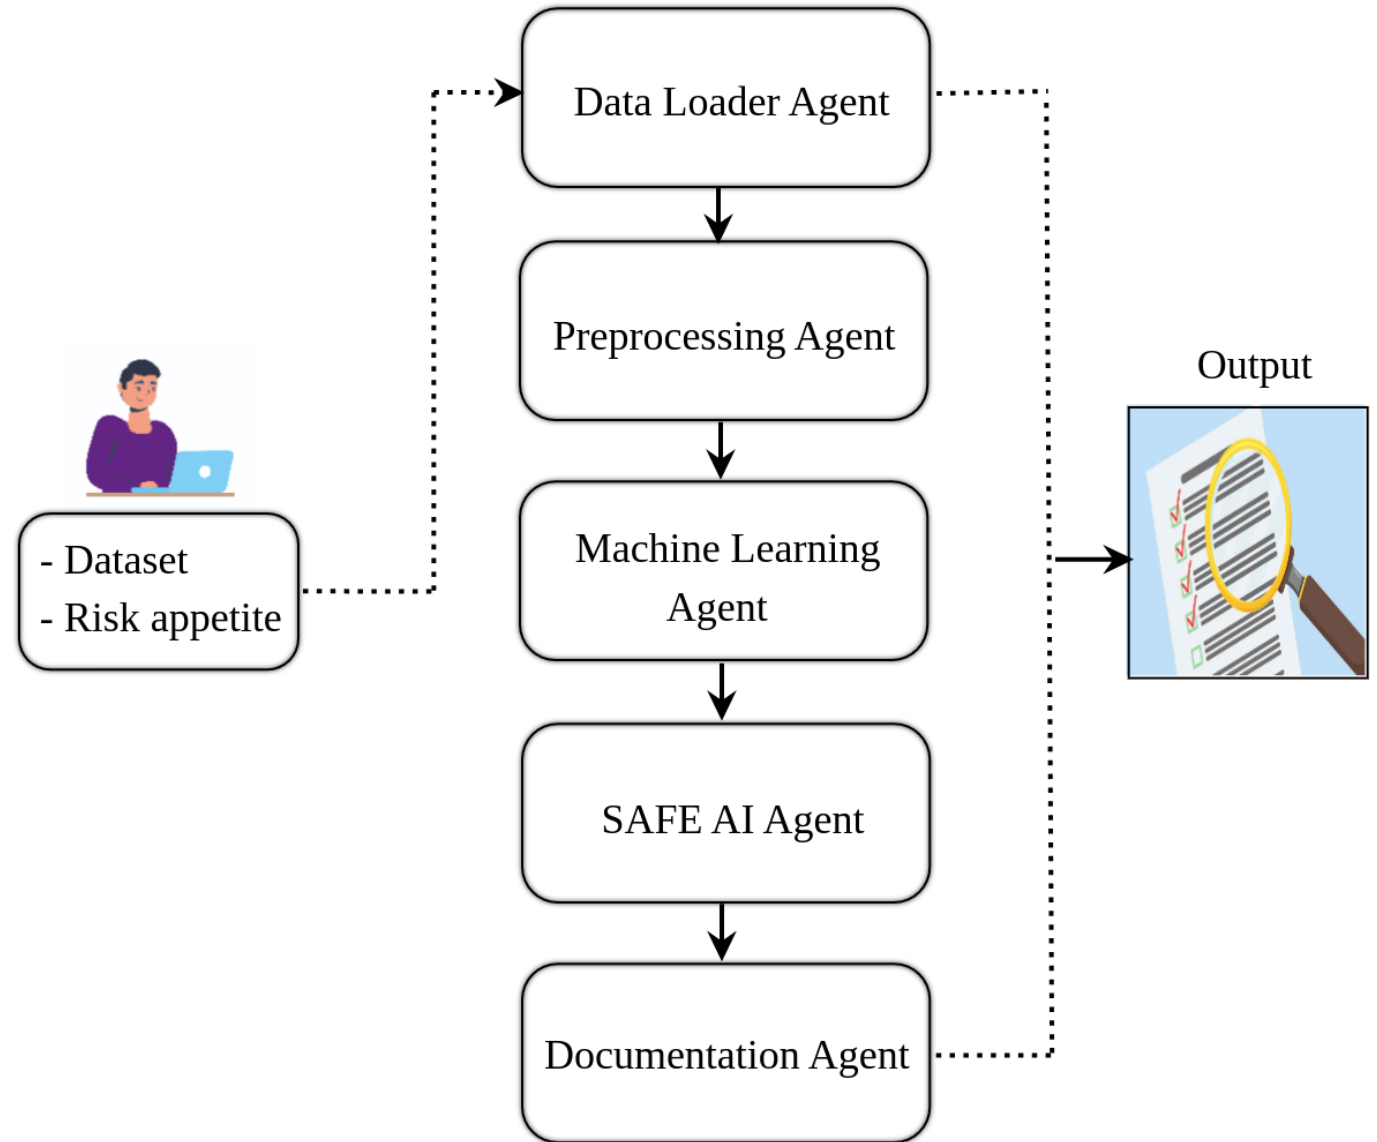 Data Loader Agent
Preprocessing Agent
Output
- Dataset
- Risk appetite
Machine Learning
Agent
SAFE AI Agent
Documentation Agent